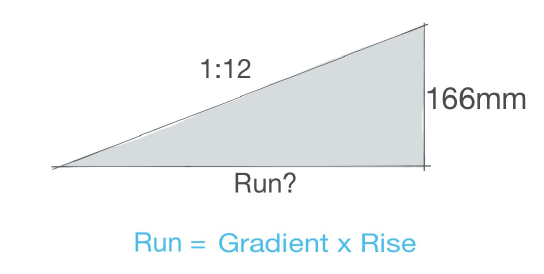 1:12
166mm
Run?
Run = Gradient x Rise